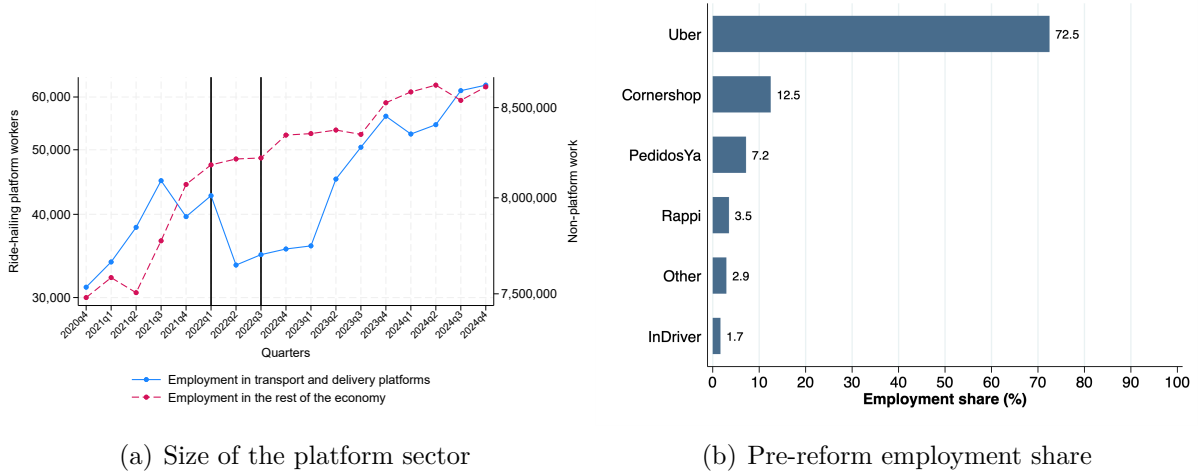 60,000
50,000
40,000
30,000
Ride-hailing platform workers
8,500,000
8,000,000
7,500,000
Non-platform work
2020q4
2021q1
2021q2
2021q3
2021q4
2022q1
2022q2
2022q3
2022q4
2023q1
2023q2
2023q3
2023q4
2024q1
2024q2
2024q3
2024q4
Quarters
Employment in transport and delivery platforms
Employment in the rest of the economy
(a) Size of the platform sector
Uber 72.5
Cornershop 12.5
PedidosYa 7.2
Rappi 3.5
Other 2.9
InDriver 1.7
0 10 20 30 40 50 60 70 80 90 100
Employment share (%)
(b) Pre-reform employment share